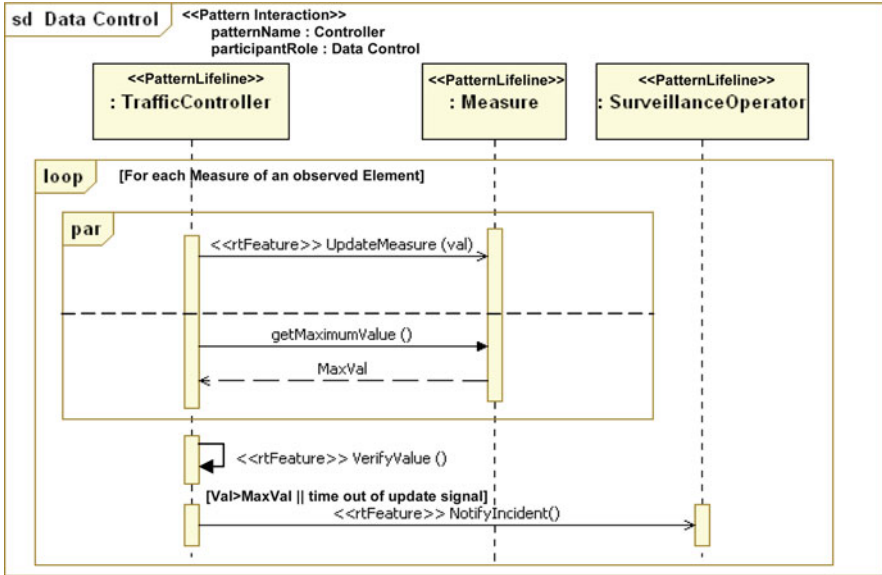 sd Data Control
<<Pattern Interaction>>
patternName : Controller
participantRole : Data Control
<<PatternLifeline>>
: TrafficController
<<PatternLifeline>>
: Measure
<<PatternLifeline>>
: SurveillanceOperator
loop
[For each Measure of an observed Element]
par
<<rtFeature>> UpdateMeasure (val)
getMaximumValue ()
MaxVal
<<rtFeature>> VerifyValue ()
[Val>MaxVal || time out of update signal]
<<rtFeature>> NotifyIncident()